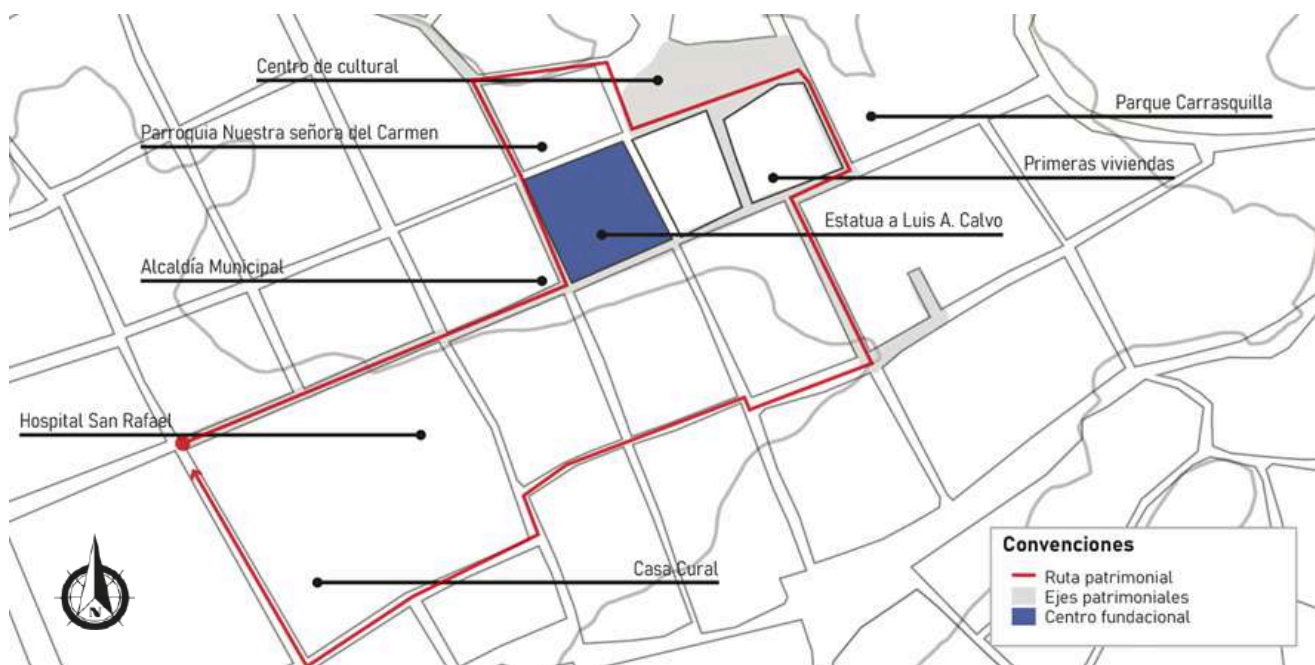 Centro de cultural
Parque Carrasquilla
Parroquia Nuestra señora del Carmen
Primeras viviendas
Estatua a Luis A. Calvo
Alcaldía Municipal
Hospital San Rafael
Casa Cural
N
Convenciones
Ruta patrimonial
Ejes patrimoniales
Centro fundacional